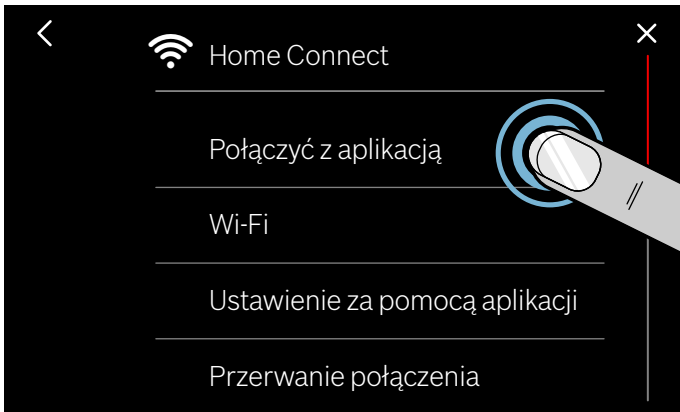 Home Connect
Połączyć z aplikacją
Wi-Fi
Ustawienie za pomocą aplikacji
Przerwanie połączenia